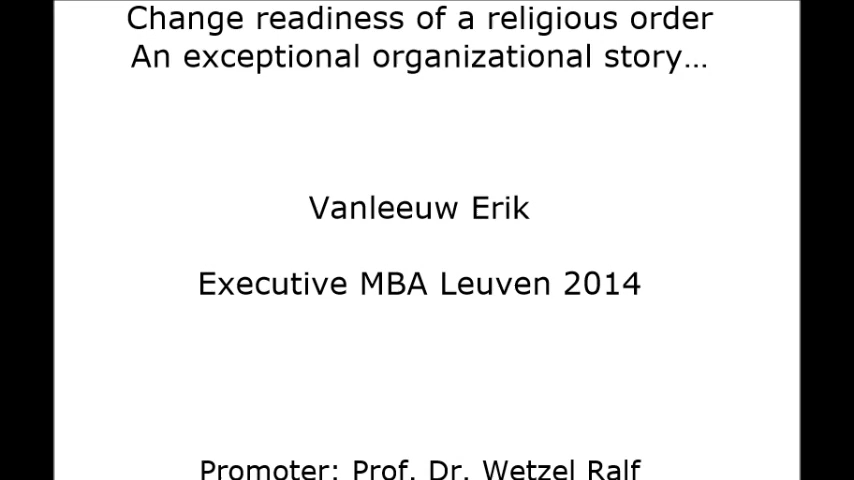 Change readiness of a religious order
An exceptional organizational story...
Vanleeuw Erik
Executive MBA Leuven 2014
Promoter: Prof. Dr. Wetzel Ralf